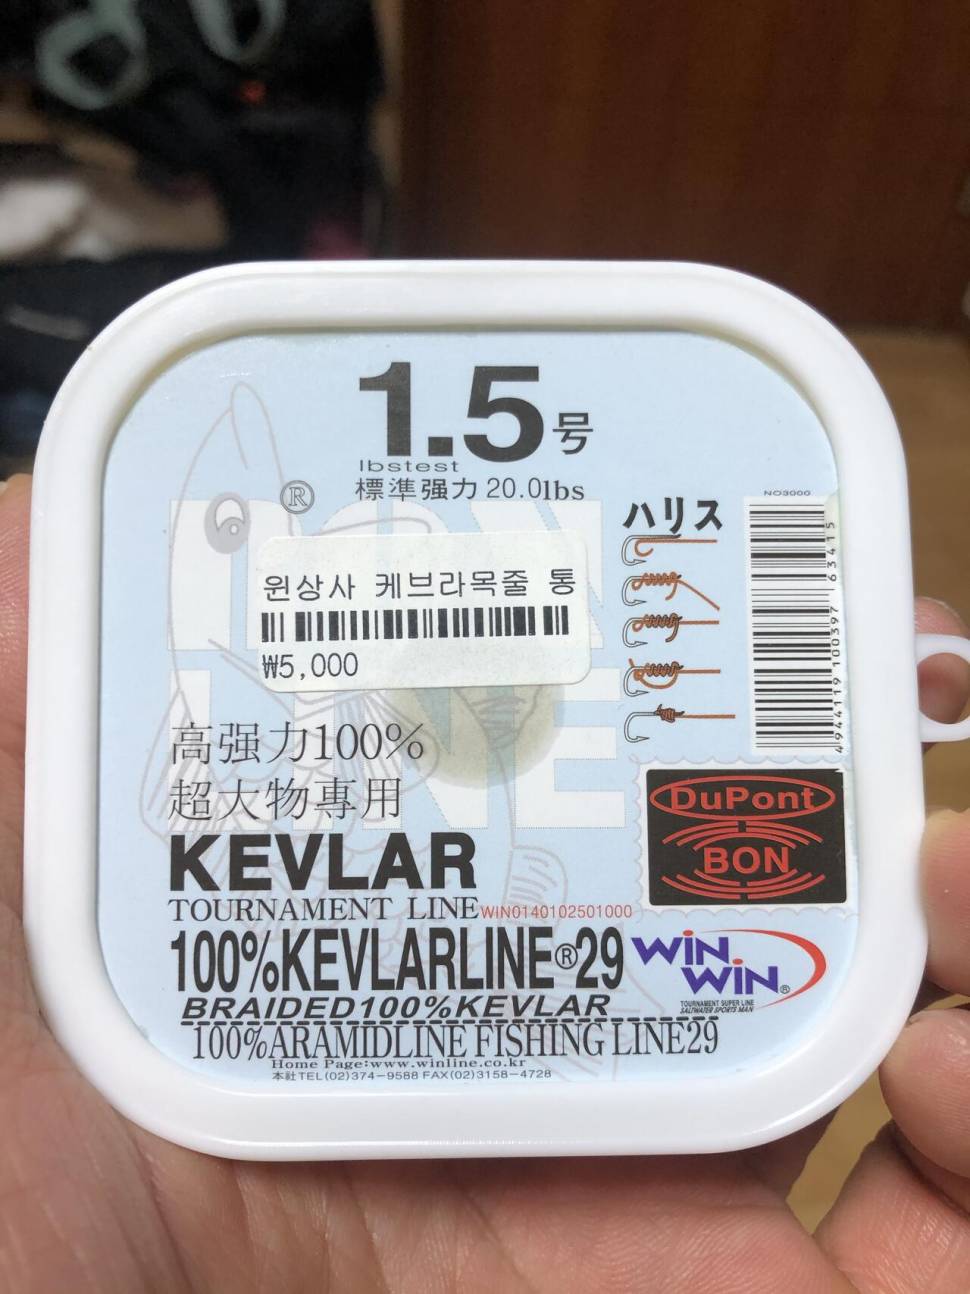 1.5号
lbstest
標準强力 20.0lbs
®
NO3000
ハリス
윈상사 케브라목줄 통
₩5,000
4944119100397 63415
高强力100%
超大物專用
KEVLAR
TOURNAMENT LINE WIN0140102501000
DuPont
BON
100%KEVLARLINE®29
BRAIDED100%KEVLAR
WiN
WiN®
TOURNAMENT SUPER LINE
SALTWATER SPORTS MAN
100%ARAMIDLINE FISHING LINE29
Home Page:www.winline.co.kr
本社TEL(02)374-9588 FAX(02)3158-4728